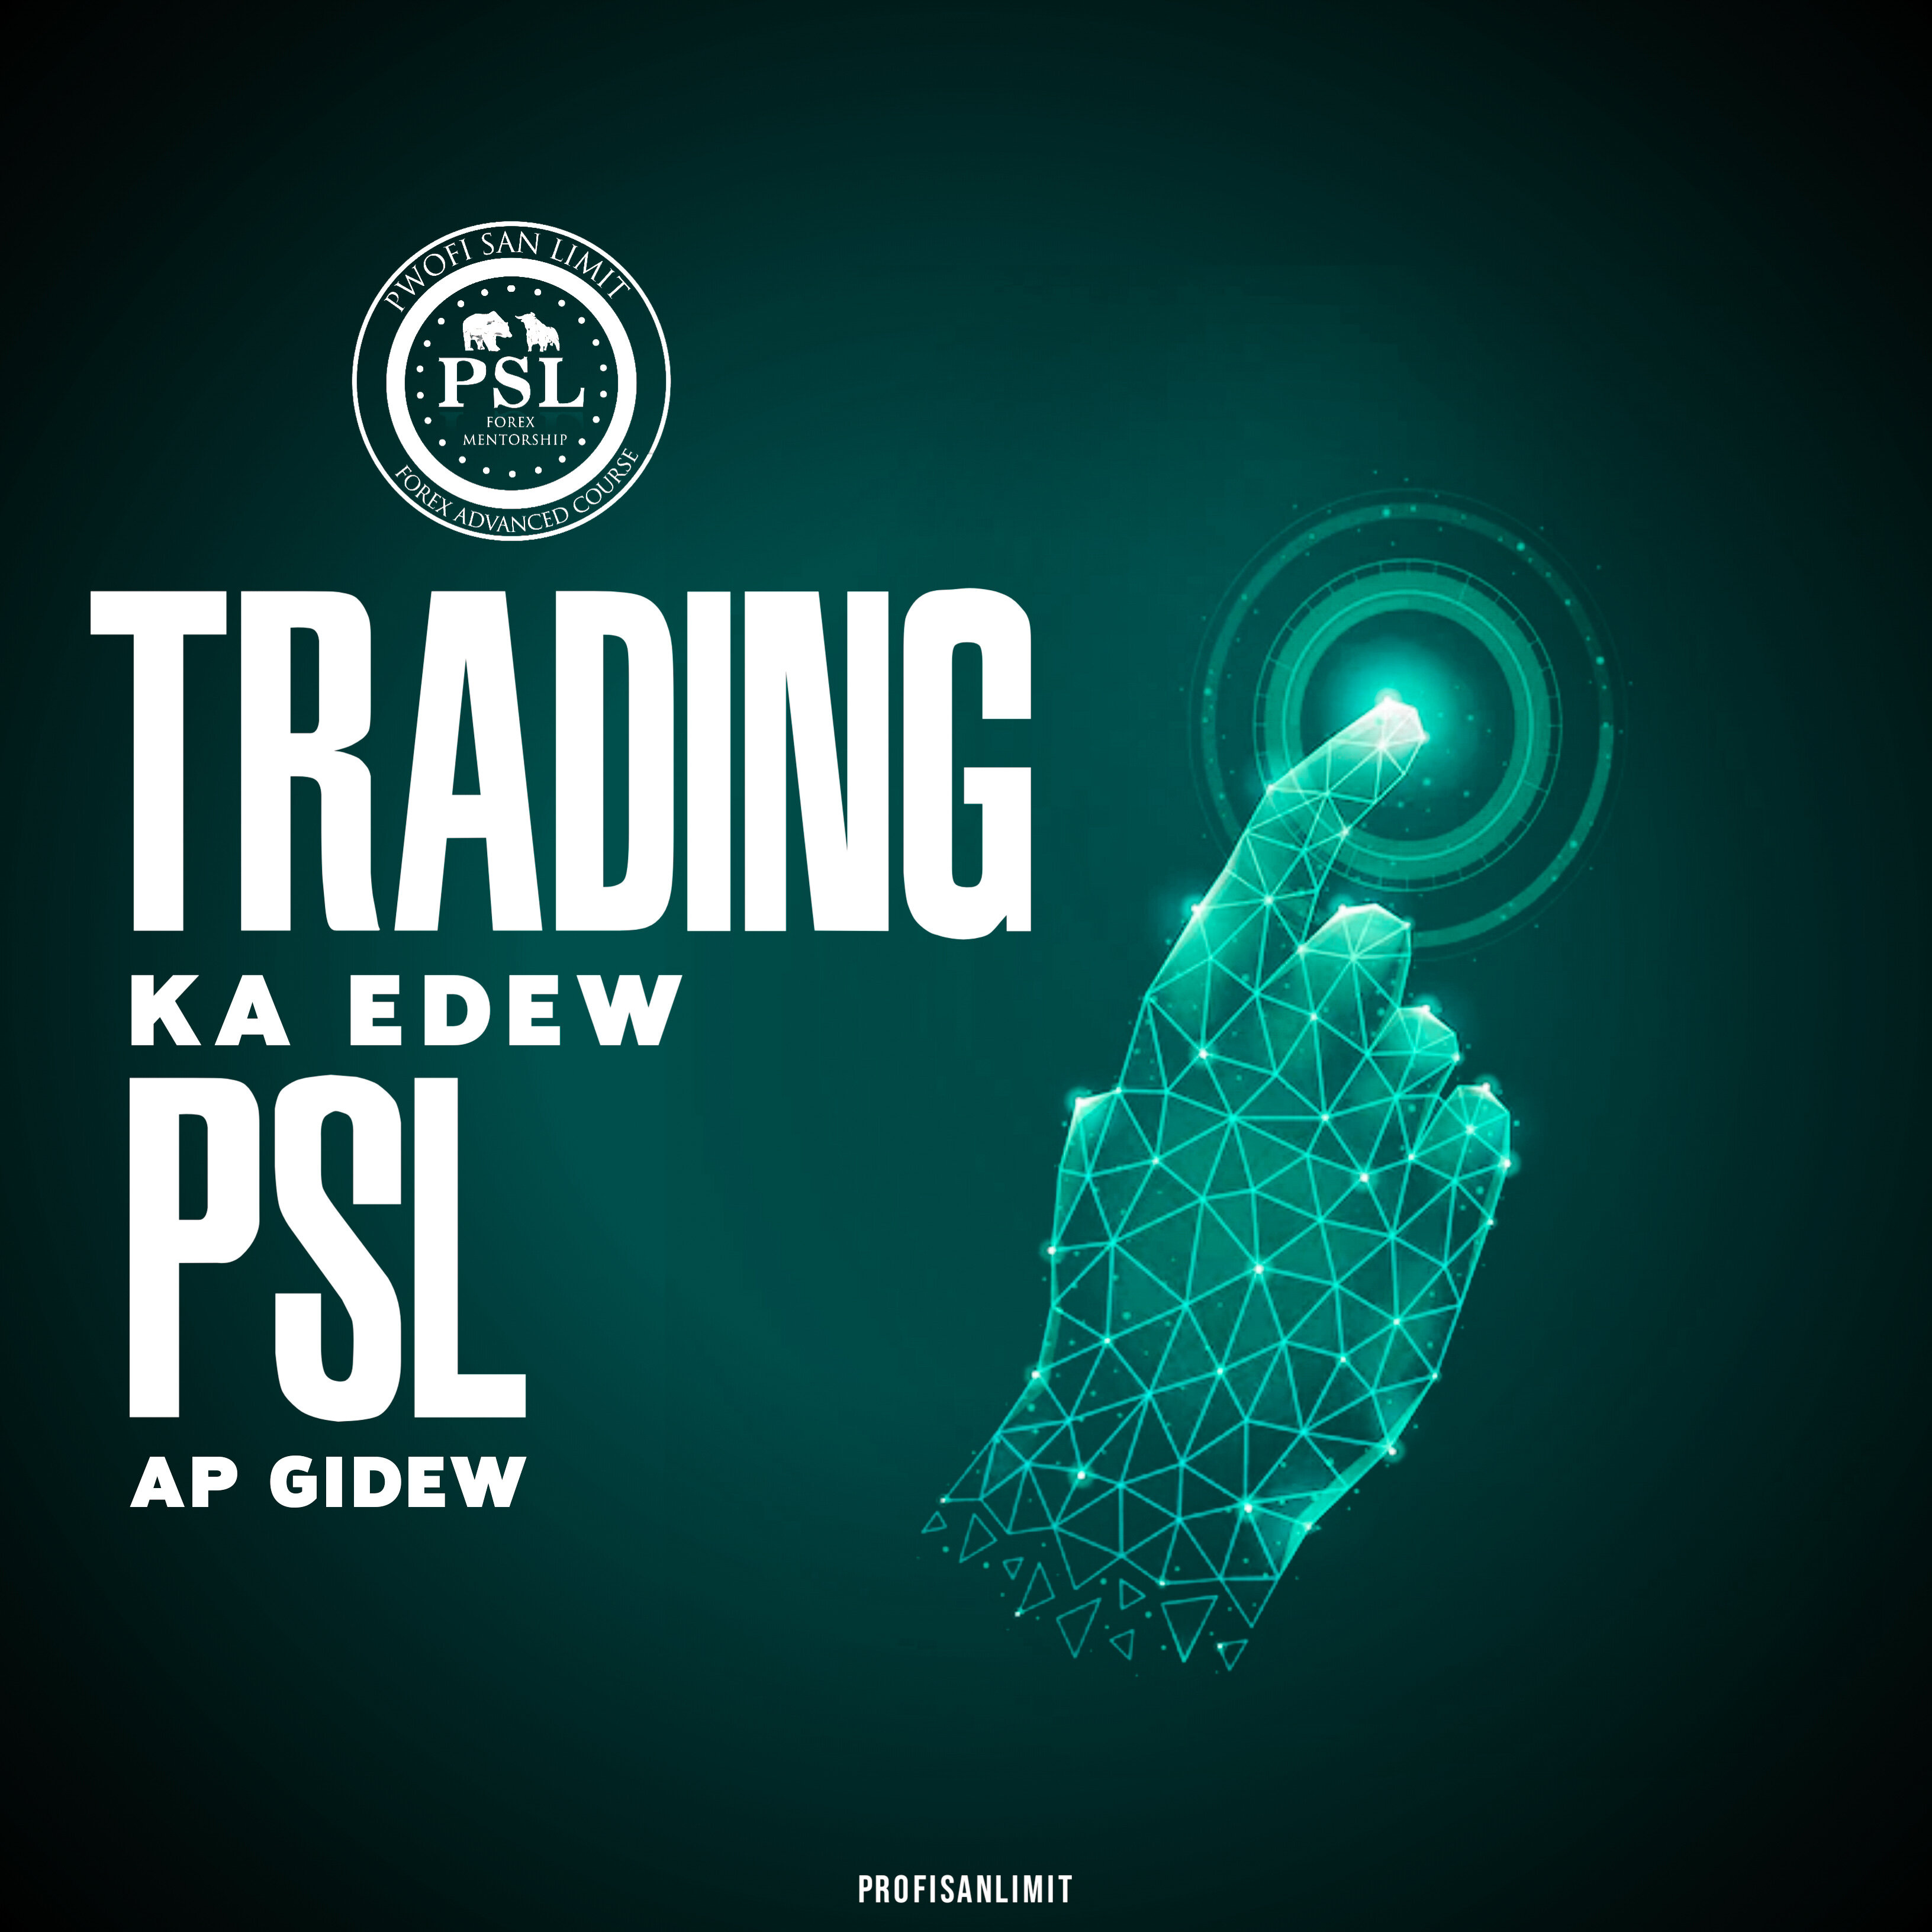 PWOFI SAN LIMIT
PSL
FOREX
MENTORSHIP
FOREX ADVANCED COURSE
TRADING
KA EDEW
PSL
AP GIDEW
PROFISANLIMIT